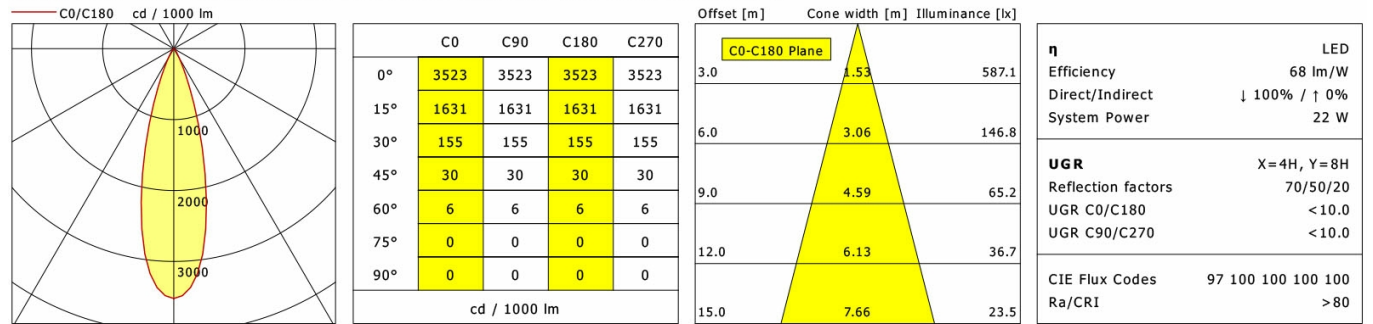 C0/C180 cd / 1000 lm
1000
2000
3000
C0 C90 C180 C270
0° 3523 3523 3523 3523
15° 1631 1631 1631 1631
30° 155 155 155 155
45° 30 30 30 30
60° 6 6 6 6
75° 0 0 0 0
90° 0 0 0 0
cd / 1000 lm
Offset [m] Cone width [m] Illuminance [lx]
C0-C180 Plane
3.0 1.53 587.1
6.0 3.06 146.8
9.0 4.59 65.2
12.0 6.13 36.7
15.0 7.66 23.5
η LED
Efficiency 68 lm/W
Direct/Indirect ↓ 100% / ↑ 0%
System Power 22 W
UGR X=4H, Y=8H
Reflection factors 70/50/20
UGR C0/C180 <10.0
UGR C90/C270 <10.0
CIE Flux Codes 97 100 100 100 100
Ra/CRI >80